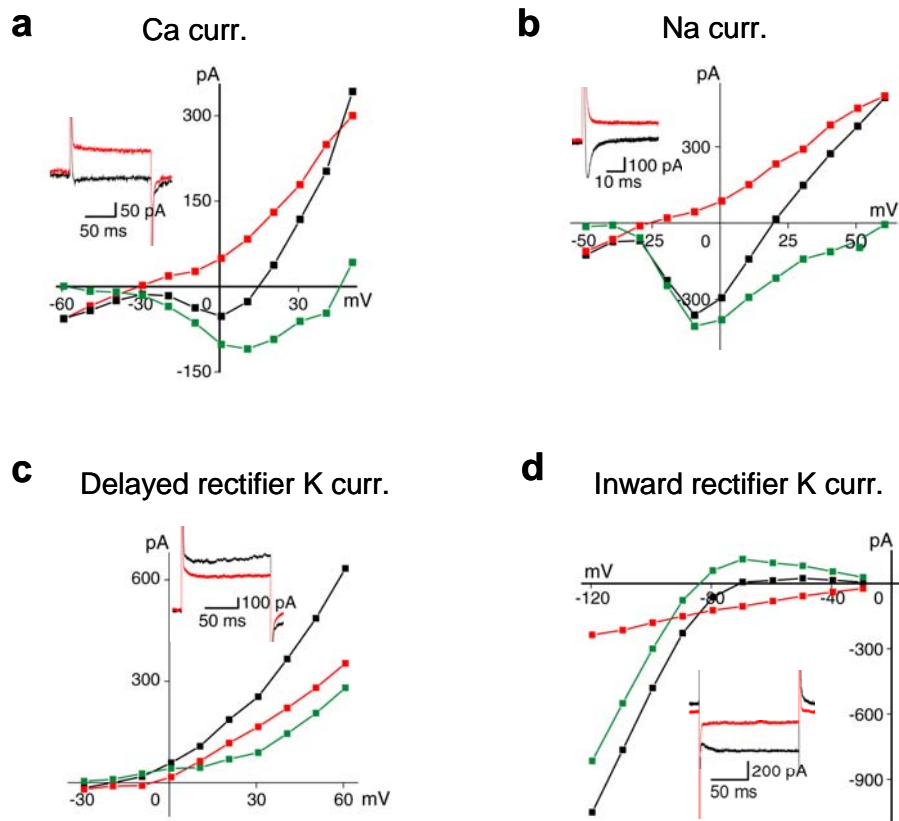 a
Ca curr.
pA
300
150
50 pA
50 ms
-60
-30
0
30
mV
-150
b
Na curr.
pA
300
100 pA
10 ms
mV
-50
-25
0
25
50
-300
c
Delayed rectifier K curr.
pA
600
100 pA
50 ms
300
-30
0
30
60
mV
d
Inward rectifier K curr.
pA
mV
-120
-80
-40
0
-300
-600
200 pA
50 ms
-900